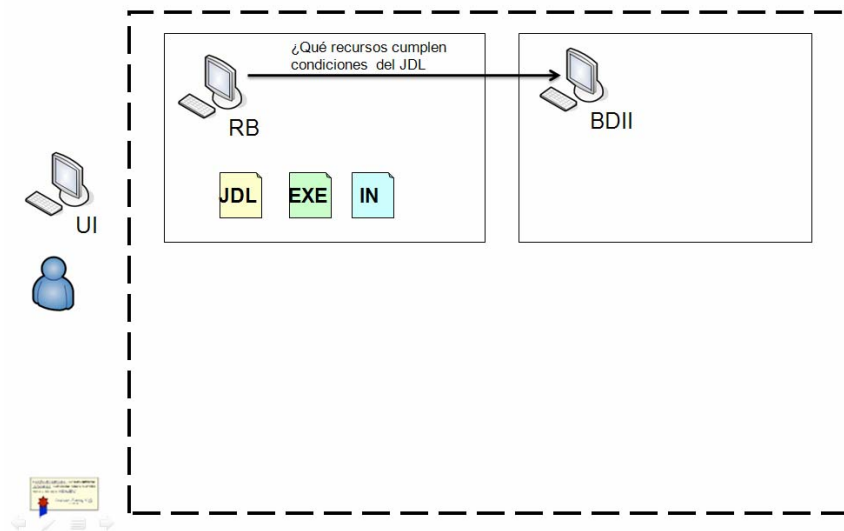 ¿Qué recursos cumplen
condiciones del JDL
RB
BDII
JDL
EXE
IN
UI